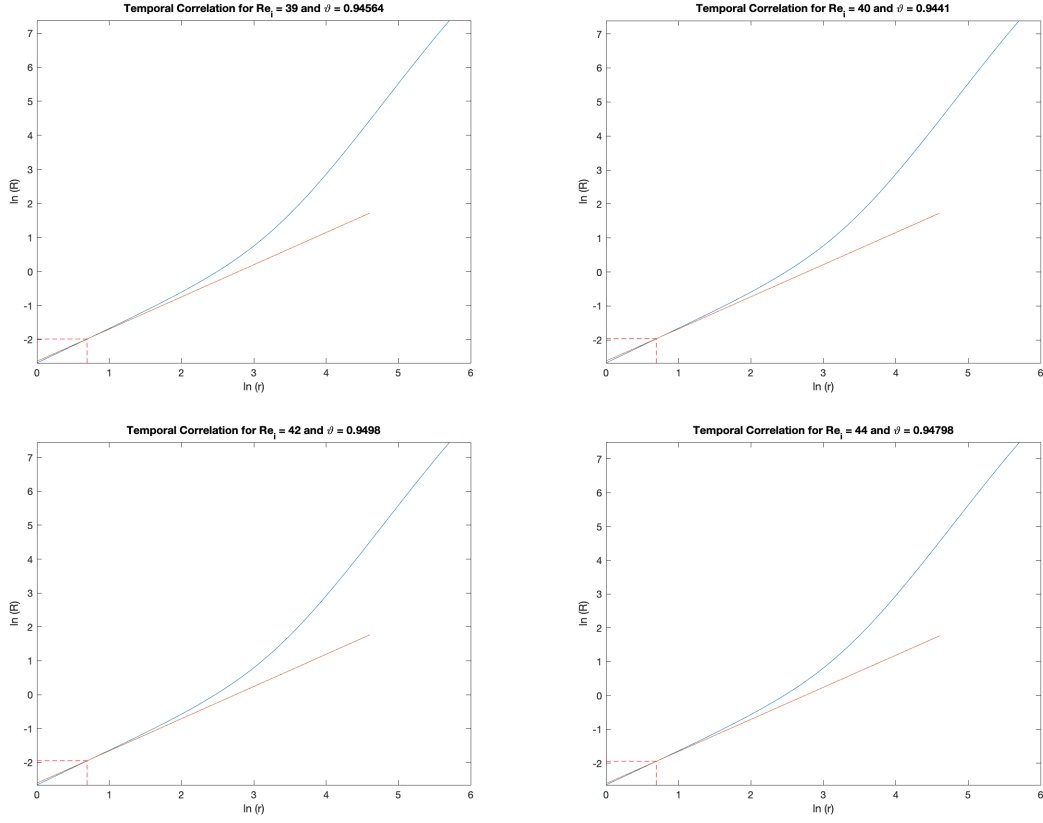 Temporal Correlation for Re_i = 39 and ϑ = 0.94564
7
6
5
4
3
2
1
0
-1
-2
ln (R)
0 1 2 3 4 5 6
ln (r)
Temporal Correlation for Re_i = 40 and ϑ = 0.9441
7
6
5
4
3
2
1
0
-1
-2
ln (R)
0 1 2 3 4 5 6
ln (r)
Temporal Correlation for Re_i = 42 and ϑ = 0.9498
7
6
5
4
3
2
1
0
-1
-2
ln (R)
0 1 2 3 4 5 6
ln (r)
Temporal Correlation for Re_i = 44 and ϑ = 0.94798
7
6
5
4
3
2
1
0
-1
-2
ln (R)
0 1 2 3 4 5 6
ln (r)